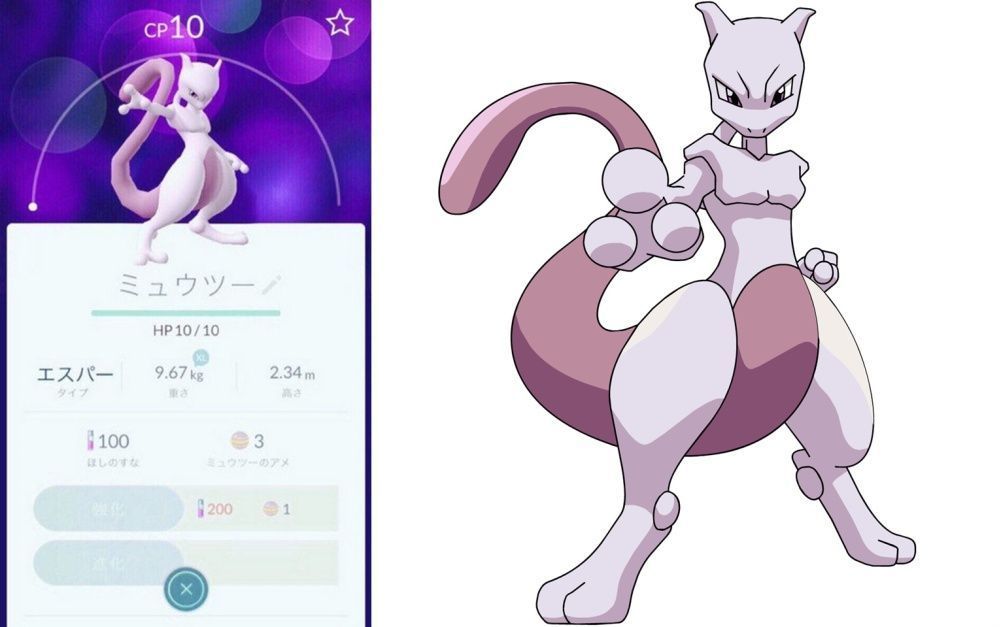 CP10
ミュウツー
HP 10 / 10
エスパー 9.67 kg XL 2.34 m
タイプ 重さ 高さ
100 3
ほしのすな ミュウツーのアメ
強化 200 1
進化